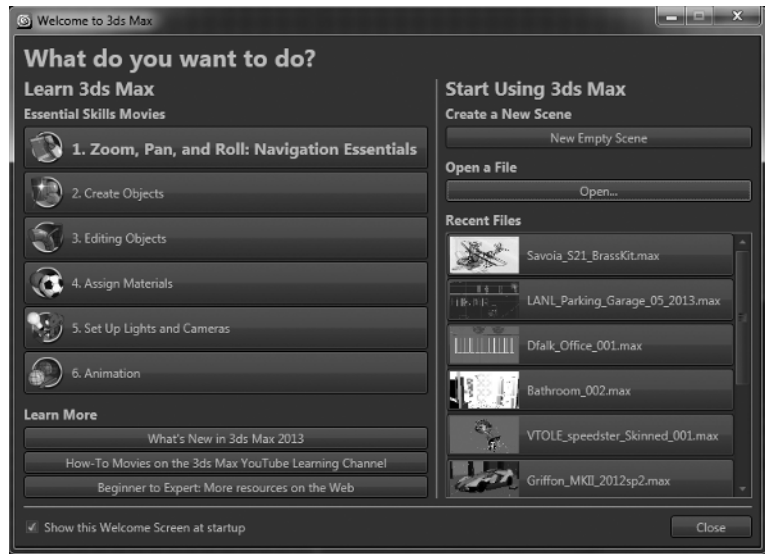 Welcome to 3ds Max
What do you want to do?
Learn 3ds Max
Essential Skills Movies
1. Zoom, Pan, and Roll: Navigation Essentials
2. Create Objects
3. Editing Objects
4. Assign Materials
5. Set Up Lights and Cameras
6. Animation
Learn More
What's New in 3ds Max 2013
How-To Movies on the 3ds Max YouTube Learning Channel
Beginner to Expert: More resources on the Web
Start Using 3ds Max
Create a New Scene
New Empty Scene
Open a File
Open...
Recent Files
Savoia_S21_BrassKit.max
LANL_Parking_Garage_05_2013.max
Dfalk_Office_001.max
Bathroom_002.max
VTOLE_speedster_Skinned_001.max
Griffon_MKII_2012sp2.max
Show this Welcome Screen at startup
Close